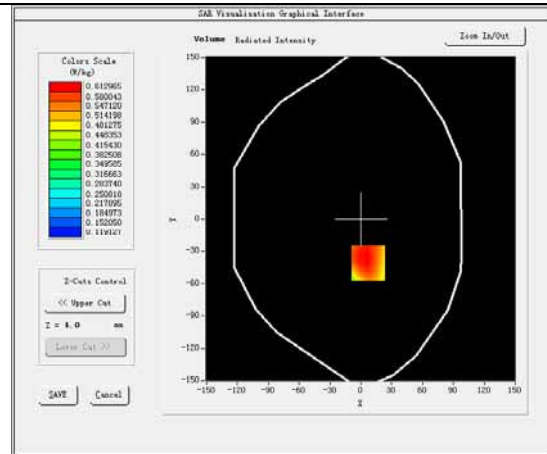 SAR Visualisation Graphical Interface
Volume Radiated Intensity
Zoom In/Out
Colors Scale
(W/kg)
0.612965
0.580043
0.547120
0.514198
0.481275
0.448353
0.415430
0.382508
0.349585
0.316663
0.283740
0.250818
0.217895
0.184973
0.152050
0.119127
Z-Cuts Control
<< Upper Cut
Z = 4.0 mm
Lower Cut >>
SAVE
Cancel
150
120
90
60
30
Y 0
-30
-60
-90
-120
-150
-150 -120 -90 -60 -30 0 30 60 90 120 150
X